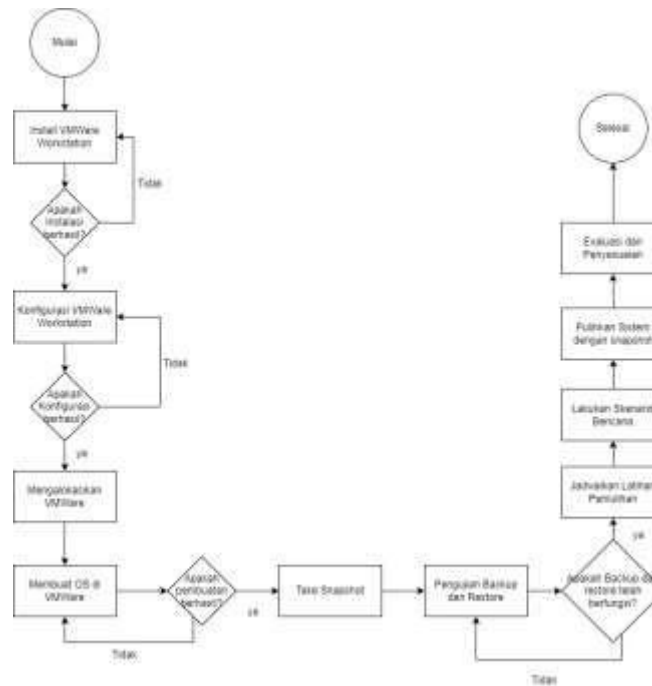 Mulai
Install VMWare
Workstation
Tidak
Apakah
Instalasi
berhasil?
ya
Konfigurasi VMWare
Workstation
Tidak
Apakah
Konfigurasi
berhasil?
ya
Mengaktifkan
VMWare
Membuat OS di
VMWare
Apakah
pembuatan
berhasil?
Tidak
ya
Take Snapshot
Pengujian Backup
dan Restore
Apakah Backup da
restore telah
berfungsi?
Tidak
ya
Jadwalkan Latihan
Pemulihan
Lakukan Skenario
Bencana
Pulihkan Sistem
dengan snapshot
Evaluasi dan
Penyesuaian
Selesai